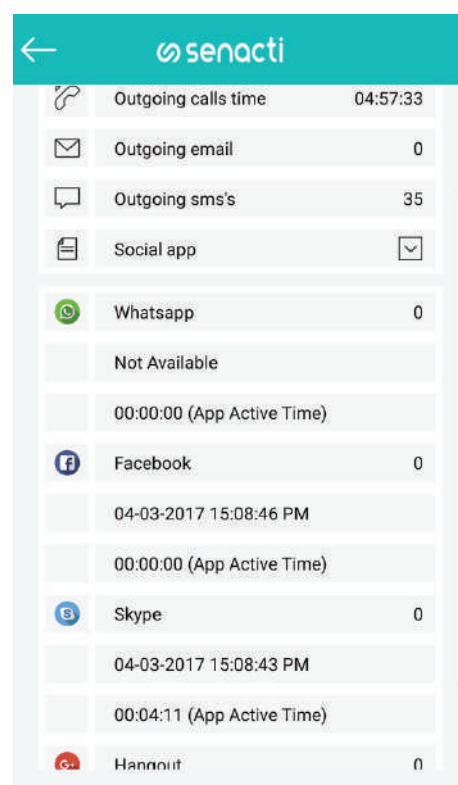 senacti
Outgoing calls time 04:57:33
Outgoing email 0
Outgoing sms's 35
Social app
Whatsapp 0
Not Available
00:00:00 (App Active Time)
Facebook 0
04-03-2017 15:08:46 PM
00:00:00 (App Active Time)
Skype 0
04-03-2017 15:08:43 PM
00:04:11 (App Active Time)
Hangout 0